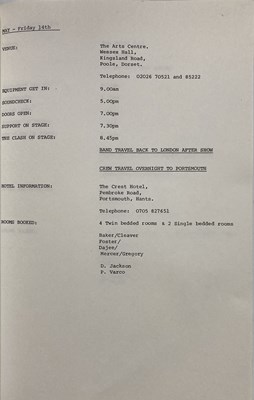 DAY - Friday 14th
VENUE: The Arts Centre,
Wessex Hall,
Kingsland Road,
Poole, Dorset.
Telephone: 02026 70521 and 85222
EQUIPMENT GET IN: 9.00am
SOUNDCHECK: 5.00pm
DOORS OPEN: 7.00pm
SUPPORT ON STAGE: 7.30pm
THE CLASH ON STAGE: 8.45pm
BAND TRAVEL BACK TO LONDON AFTER SHOW
CREW TRAVEL OVERNIGHT TO PORTSMOUTH
HOTEL INFORMATION: The Crest Hotel,
Pembroke Road,
Portsmouth, Hants.
Telephone: 0705 827651
ROOMS BOOKED: 4 Twin bedded rooms & 2 Single bedded rooms
Baker/Cleaver
Foster/
Dajee/
Weaver/Gregory
D. Jackson
P. Varco